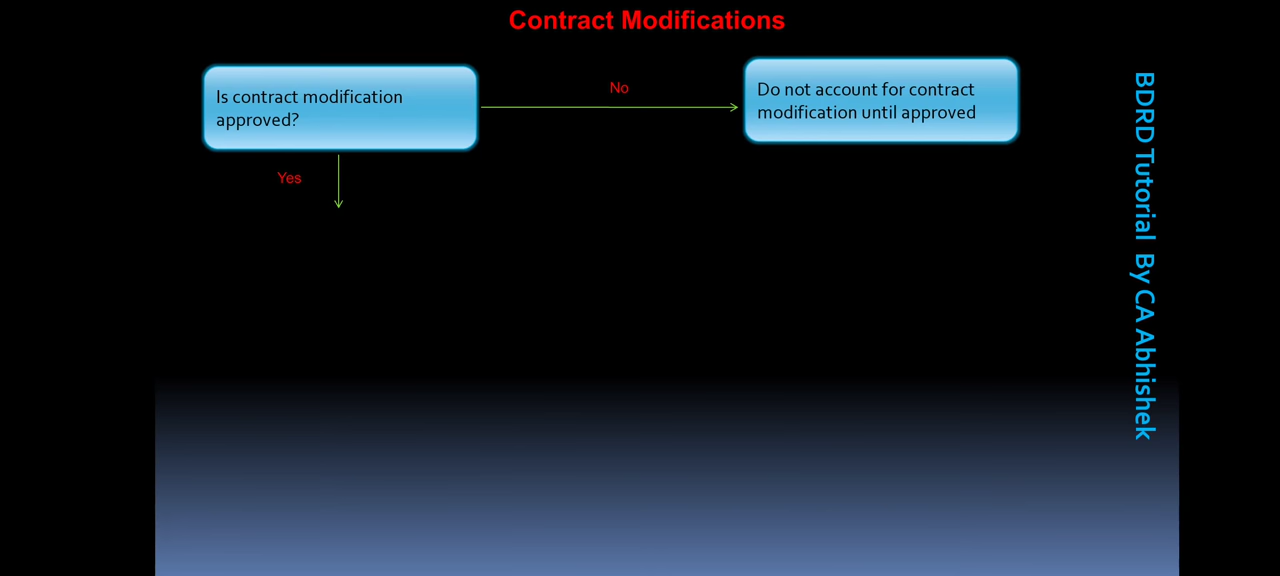 Contract Modifications
Is contract modification
approved?
No
Do not account for contract
modification until approved
Yes
BDRD Tutorial By CA Abhishek